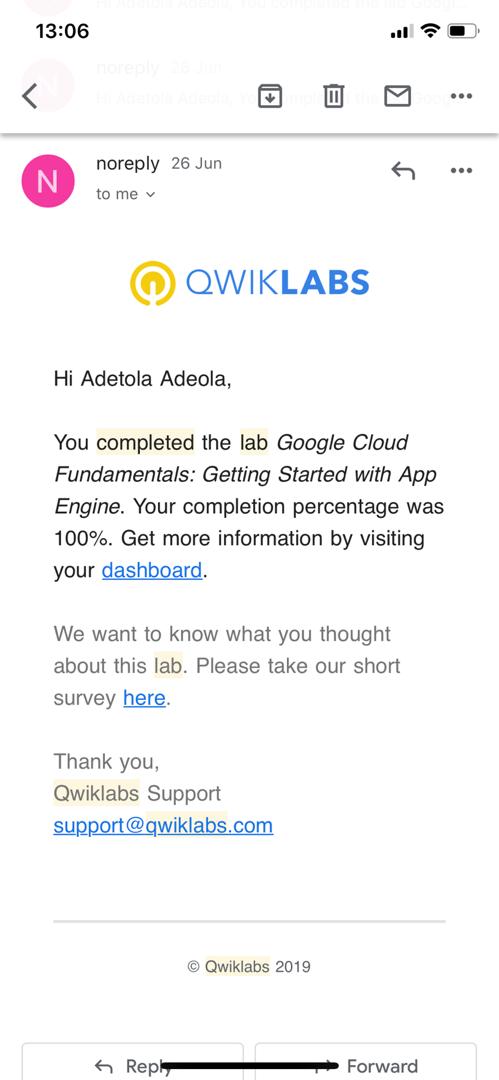 13:06
noreply 26 Jun
N
noreply 26 Jun
to me
QWIKLABS
Hi Adetola Adeola,
You completed the lab Google Cloud
Fundamentals: Getting Started with App
Engine. Your completion percentage was
100%. Get more information by visiting
your dashboard.
We want to know what you thought
about this lab. Please take our short
survey here.
Thank you,
Qwiklabs Support
support@qwiklabs.com
© Qwiklabs 2019
Reply
Forward